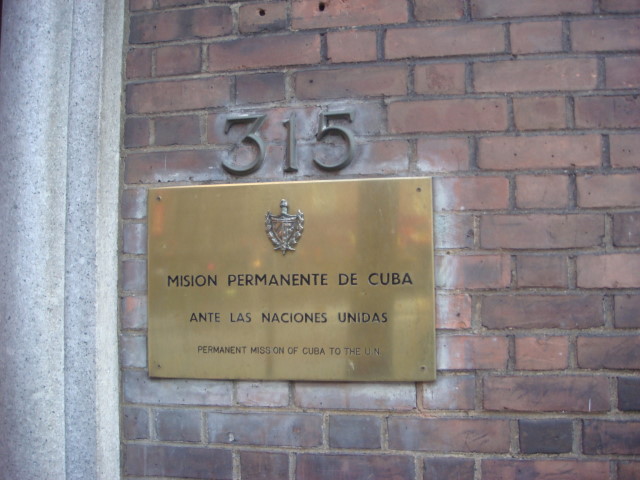 315
MISION PERMANENTE DE CUBA
ANTE LAS NACIONES UNIDAS
PERMANENT MISSION OF CUBA TO THE U.N